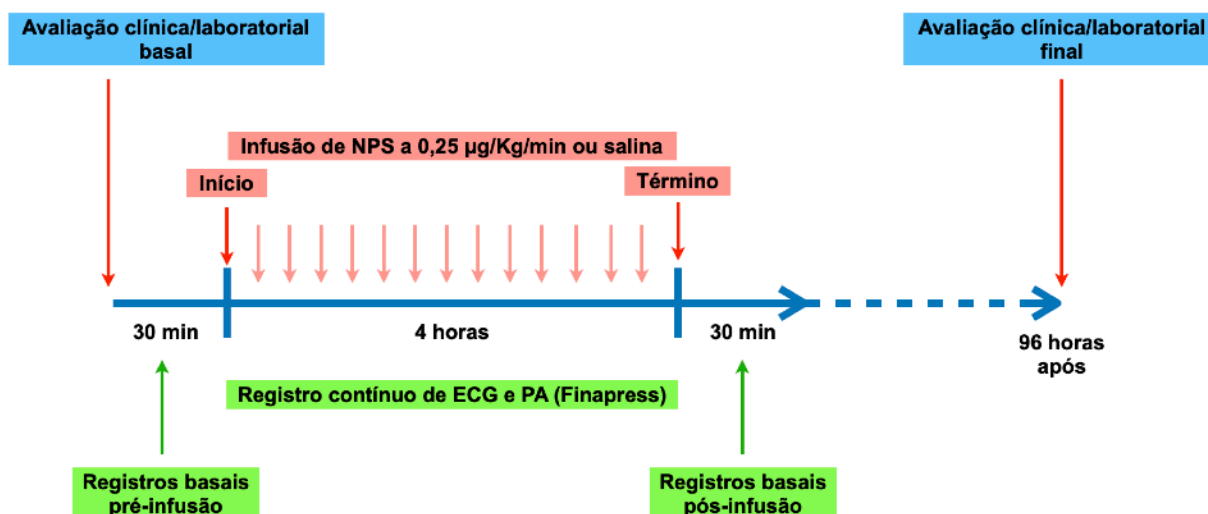 Avaliação clínica/laboratorial
basal
Avaliação clínica/laboratorial
final
Infusão de NPS a 0,25 µg/Kg/min ou salina
Início
Término
30 min
4 horas
30 min
96 horas
após
Registro contínuo de ECG e PA (Finapress)
Registros basais
pré-infusão
Registros basais
pós-infusão